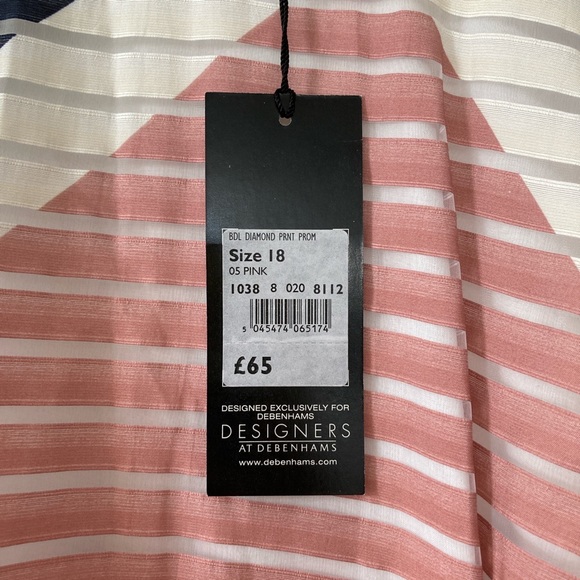 BDL DIAMOND PRNT PROM
Size 18
05 PINK
1038 8 020 8112
5 045474 065174
£65
DESIGNED EXCLUSIVELY FOR
DEBENHAMS
DESIGNERS
AT DEBENHAMS
www.debenhams.com